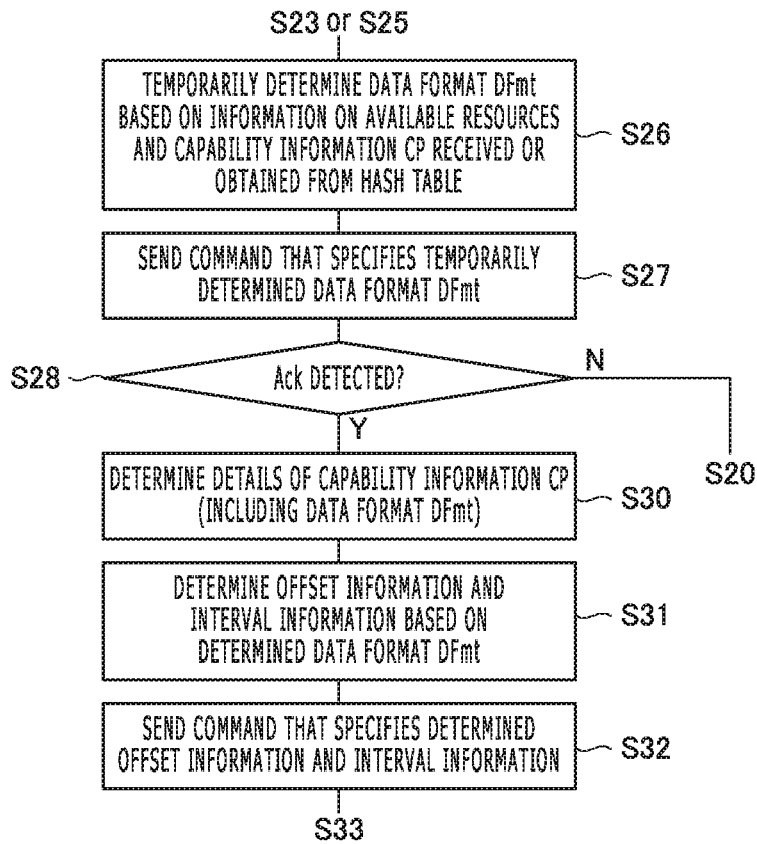 S23 or S25
TEMPORARILY DETERMINE DATA FORMAT DFmt
BASED ON INFORMATION ON AVAILABLE RESOURCES
AND CAPABILITY INFORMATION CP RECEIVED OR
OBTAINED FROM HASH TABLE
S26
SEND COMMAND THAT SPECIFIES TEMPORARILY
DETERMINED DATA FORMAT DFmt
S27
S28
Ack DETECTED?
N
Y
S20
DETERMINE DETAILS OF CAPABILITY INFORMATION CP
(INCLUDING DATA FORMAT DFmt)
S30
DETERMINE OFFSET INFORMATION AND
INTERVAL INFORMATION BASED ON
DETERMINED DATA FORMAT DFmt
S31
SEND COMMAND THAT SPECIFIES DETERMINED
OFFSET INFORMATION AND INTERVAL INFORMATION
S32
S33